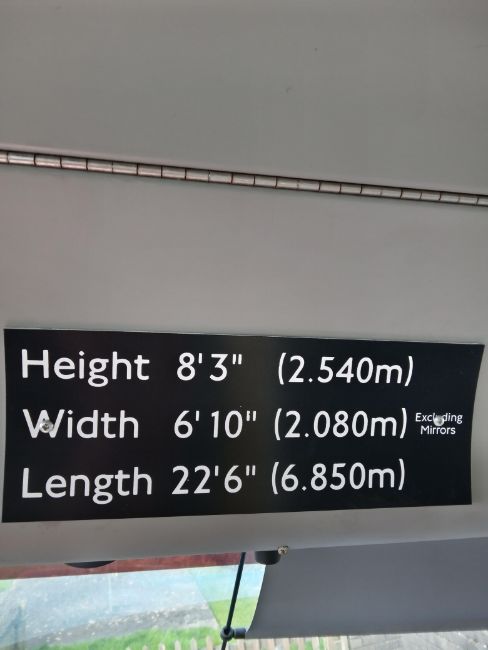 Height 8'3" (2.540m)
Width 6'10" (2.080m) Excluding Mirrors
Length 22'6" (6.850m)